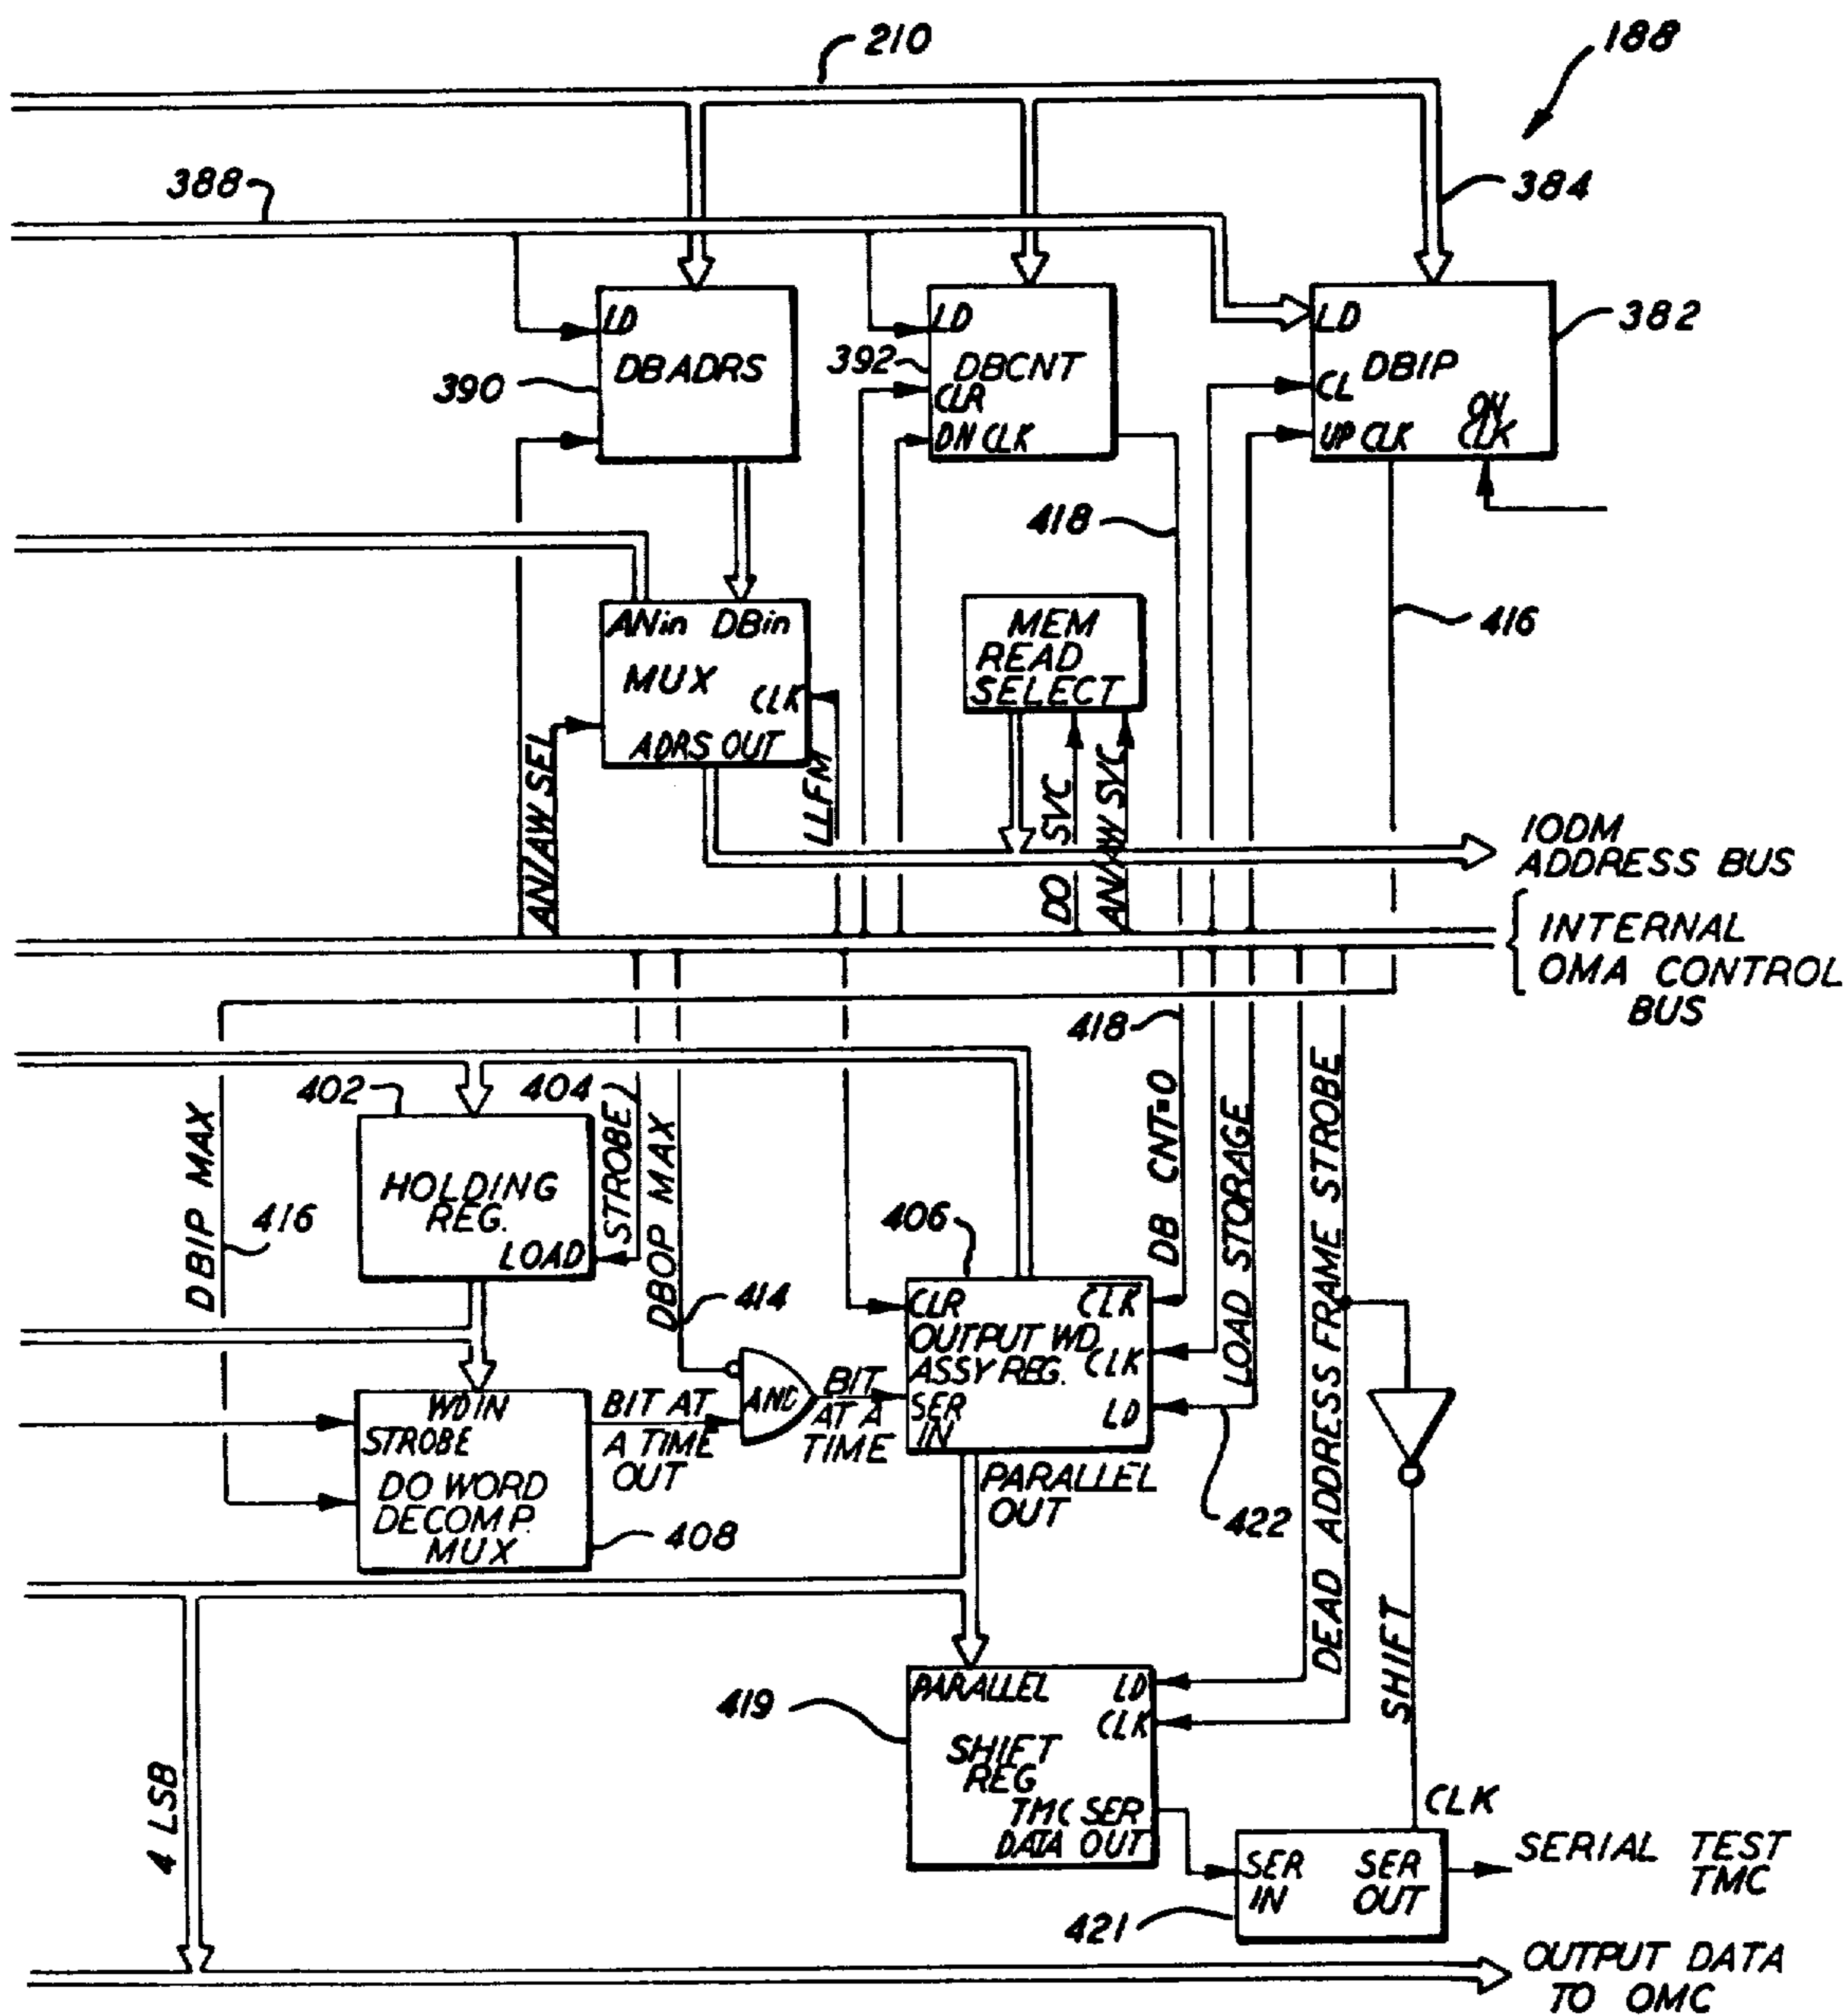 210
188
388
384
LD
DBADRS
390
LD
392
DBCNT
CLR
DN CLK
LD
DBIP
CL
UP CLK
CLK
382
418
416
ANin DBin
MUX
CLK
ADRS OUT
MEM
READ
SELECT
AN/AW SEL
LLFM
DO SVC
AN/AW SVC
IODM
ADDRESS BUS
INTERNAL
OMA CONTROL
BUS
418
402
404
STROBE
DBOP MAX
DB CNT=0
LOAD STORAGE
DEAD ADDRESS FRAME STROBE
DBIP MAX
416
HOLDING
REG.
LOAD
414
406
CLR
CLK
OUTPUT WD
ASSY REG.
CLK
SER
IN
LD
AND
BIT
AT A
TIME
BIT AT
A TIME
OUT
WD IN
STROBE
DO WORD
DECOMP.
MUX
408
PARALLEL
OUT
422
SHIFT
419
PARALLEL
LD
CLK
SHIFT
REG
TMC SER
DATA OUT
4 LSB
CLK
SER
IN
SER
OUT
421
SERIAL TEST
TMC
OUTPUT DATA
TO OMC